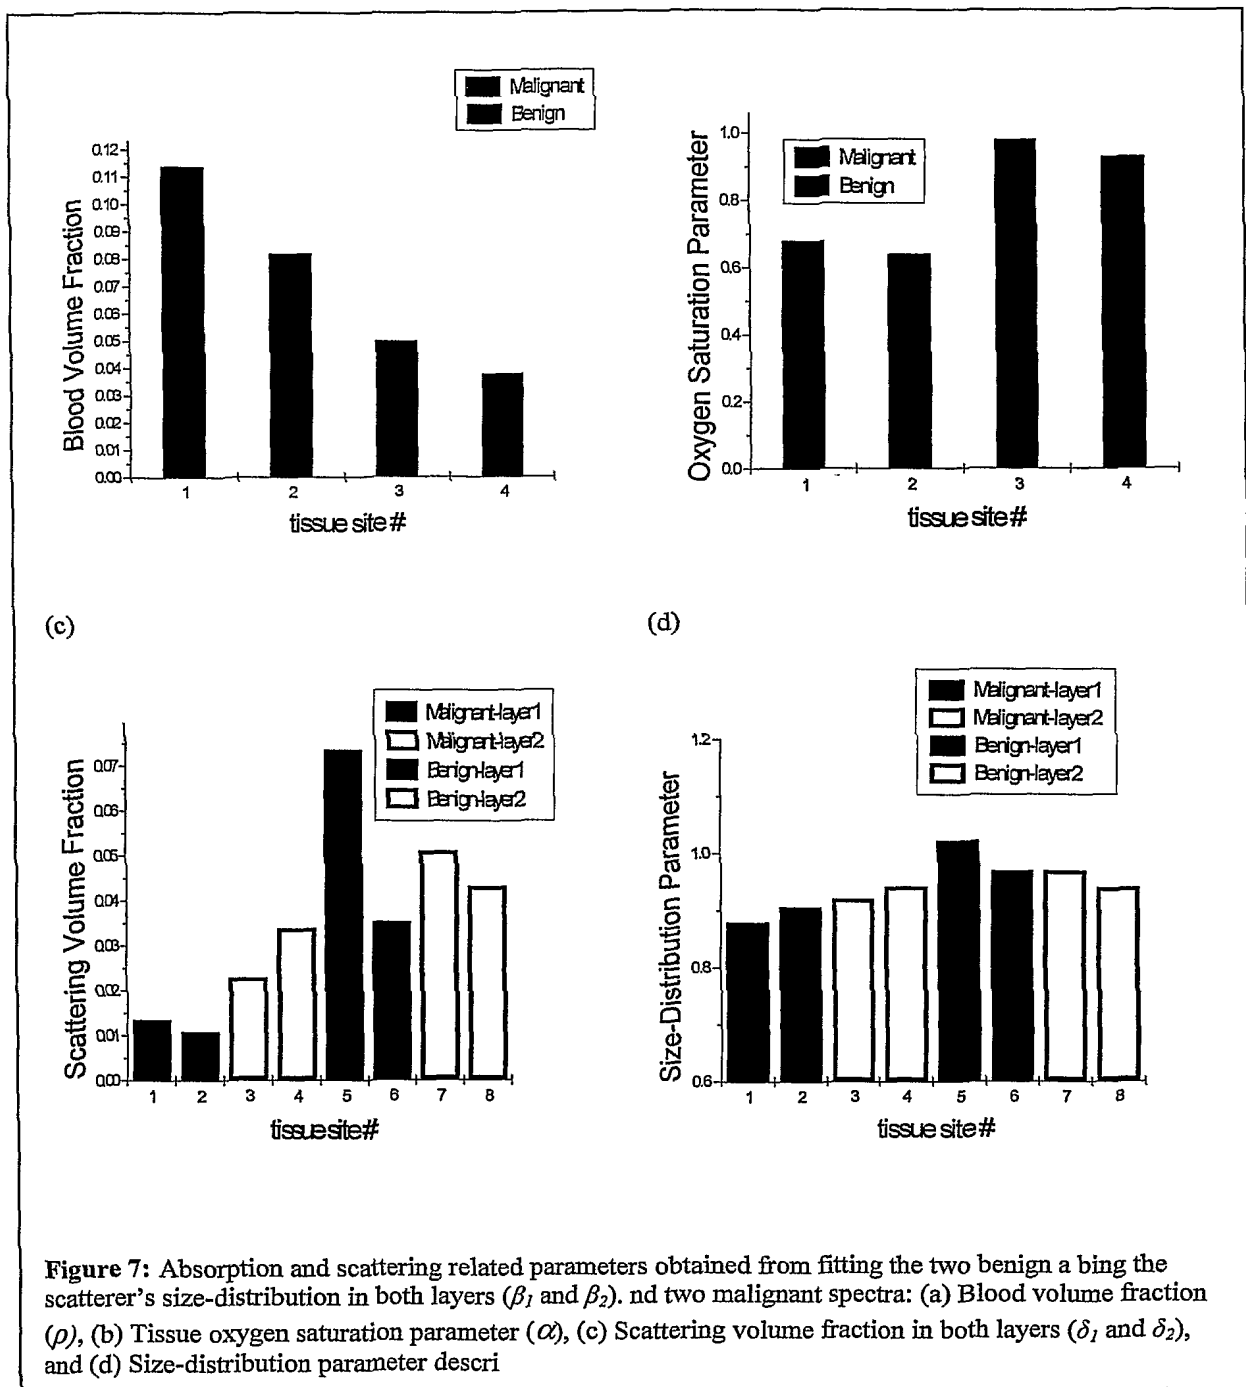 Malignant
Benign
0.12
0.11
0.10
0.09
0.08
0.07
0.06
0.05
0.04
0.03
0.02
0.01
0.00
Blood Volume Fraction
1 2 3 4
tissue site #
Malignant
Benign
1.0
0.8
0.6
0.4
0.2
0.0
Oxygen Saturation Parameter
1 2 3 4
tissue site #
(c)
Malignant-layer1
Malignant-layer2
Benign-layer1
Benign-layer2
0.07
0.06
0.05
0.04
0.03
0.02
0.01
0.00
Scattering Volume Fraction
1 2 3 4 5 6 7 8
tissue site #
(d)
Malignant-layer1
Malignant-layer2
Benign-layer1
Benign-layer2
1.2
1.0
0.8
0.6
Size-Distribution Parameter
1 2 3 4 5 6 7 8
tissue site #
Figure 7: Absorption and scattering related parameters obtained from fitting the two benign a bing the
scatterer's size-distribution in both layers (β1 and β2). nd two malignant spectra: (a) Blood volume fraction
(ρ), (b) Tissue oxygen saturation parameter (α), (c) Scattering volume fraction in both layers (δ1 and δ2),
and (d) Size-distribution parameter descri